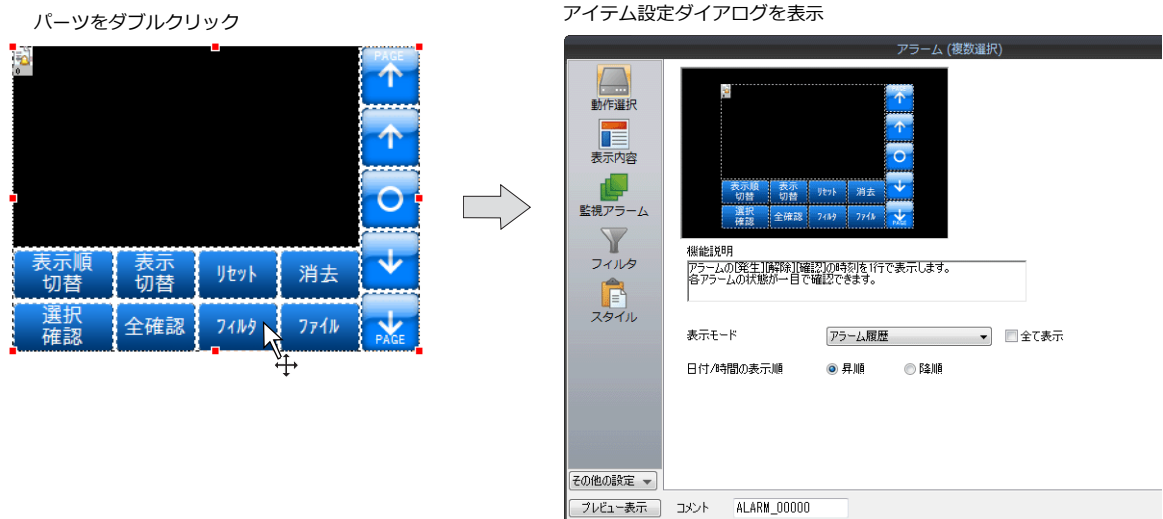 パーツをダブルクリック
0
PAGE
表示順
切替
表示
切替
ﾘｾｯﾄ
消去
選択
確認
全確認
ﾌｨﾙﾀ
ﾌｧｲﾙ
PAGE
アイテム設定ダイアログを表示
アラーム (複数選択)
動作選択
表示内容
監視アラーム
フィルタ
スタイル
表示順
切替
表示
切替
ﾘｾｯﾄ
消去
選択
確認
全確認
ﾌｨﾙﾀ
ﾌｧｲﾙ
PAGE
機能説明
アラームの[発生][解除][確認]の時刻を1行で表示します。
各アラームの状態が一目で確認できます。
表示モード アラーム履歴 全て表示
日付/時間の表示順 昇順 降順
その他の設定
プレビュー表示 コメント ALARM_00000